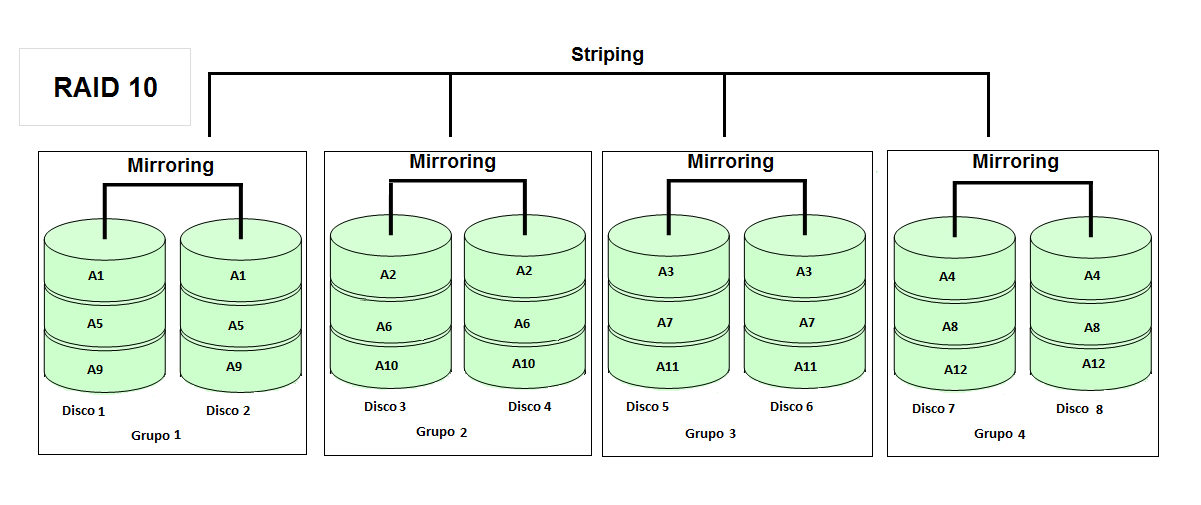 Striping
RAID 10
Mirroring
A1 A1
A5 A5
A9 A9
Disco 1 Disco 2
Grupo 1
Mirroring
A2 A2
A6 A6
A10 A10
Disco 3 Disco 4
Grupo 2
Mirroring
A3 A3
A7 A7
A11 A11
Disco 5 Disco 6
Grupo 3
Mirroring
A4 A4
A8 A8
A12 A12
Disco 7 Disco 8
Grupo 4